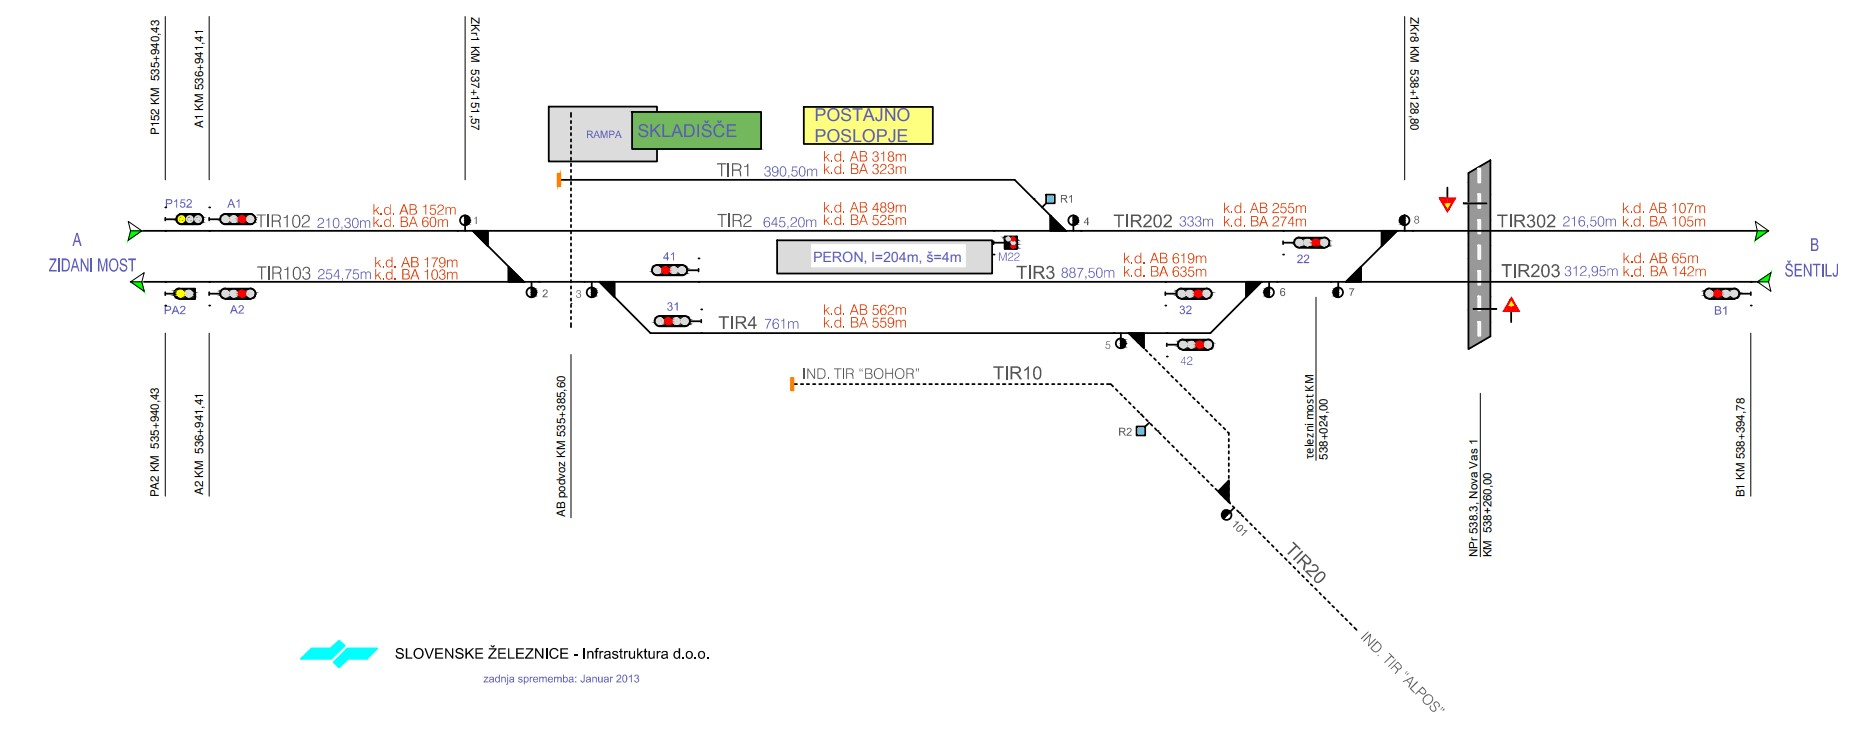 P152 KM 535+940,43
A1 KM 536+941,41
ZKr1 KM 537+151,57
ZKr8 KM 538+128,80
RAMPA
SKLADIŠČE
POSTAJNO
POSLOPJE
TIR1 390,50m
k.d. AB 318m
k.d. BA 323m
P152
A1
R1
TIR102 210,30m
k.d. AB 152m
k.d. BA 60m
1
TIR2 645,20m
k.d. AB 489m
k.d. BA 525m
4
TIR202 333m
k.d. AB 255m
k.d. BA 274m
8
TIR302 216,50m
k.d. AB 107m
k.d. BA 105m
A
ZIDANI MOST
B
ŠENTILJ
PERON, l=204m, š=4m
M22
22
41
TIR103 254,75m
k.d. AB 179m
k.d. BA 103m
TIR3 887,50m
k.d. AB 619m
k.d. BA 635m
TIR203 312,95m
k.d. AB 65m
k.d. BA 142m
PA2
A2
2
3
31
32
6
7
B1
TIR4 761m
k.d. AB 562m
k.d. BA 559m
5
42
IND. TIR "BOHOR"
TIR10
R2
101
TIR20
IND. TIR "ALPOS"
PA2 KM 535+940,43
A2 KM 536+941,41
AB podvoz KM 535+385,60
železni most KM
538+024,00
NPr 538.3, Nova Vas 1
KM 538+260,00
B1 KM 538+394,78
SLOVENSKE ŽELEZNICE - Infrastruktura d.o.o.
zadnja sprememba: Januar 2013